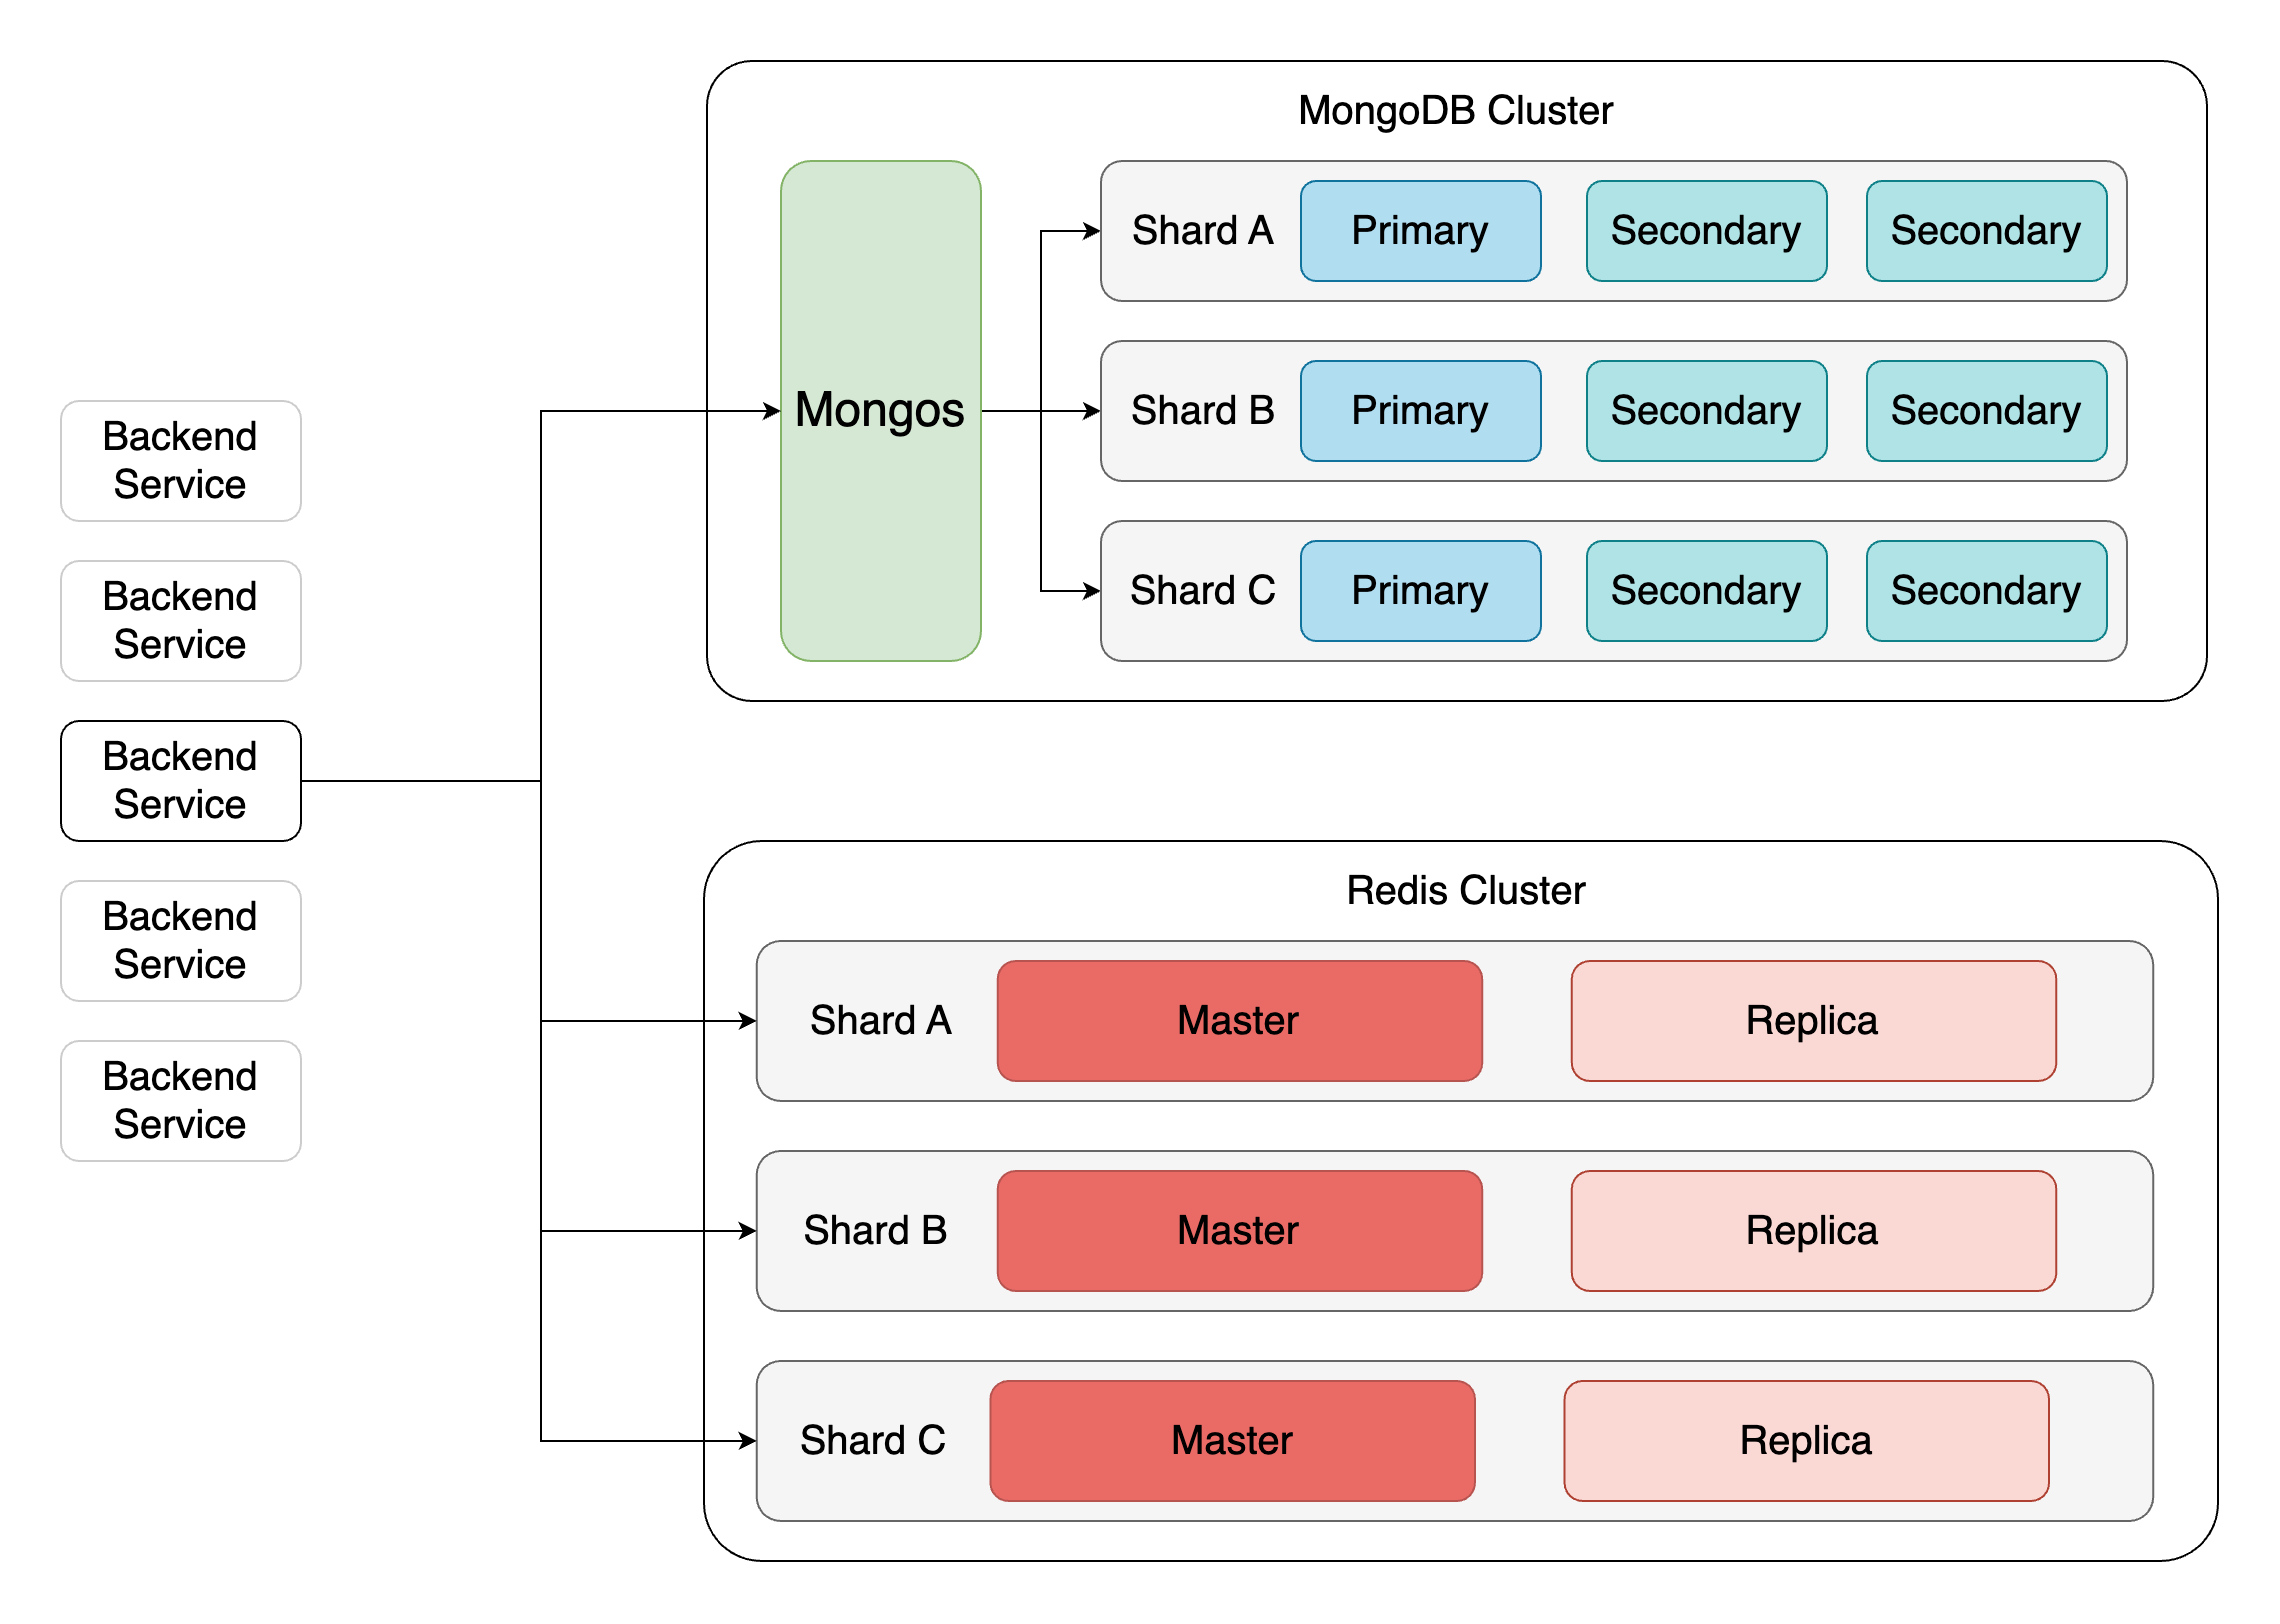 MongoDB Cluster
Mongos
Shard A
Primary
Secondary
Secondary
Shard B
Primary
Secondary
Secondary
Shard C
Primary
Secondary
Secondary
Backend
Service
Backend
Service
Backend
Service
Backend
Service
Backend
Service
Redis Cluster
Shard A
Master
Replica
Shard B
Master
Replica
Shard C
Master
Replica